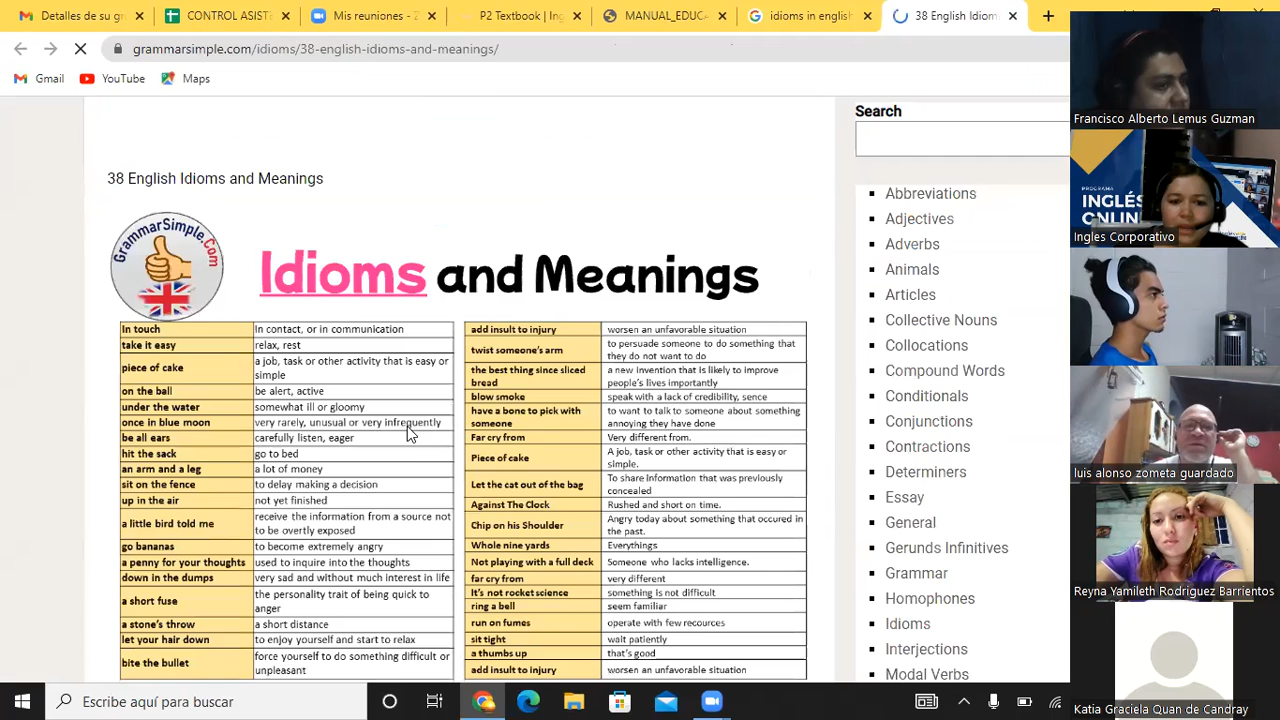 Detalles de su gr
CONTROL ASIST
Mis reuniones - Z
P2 Textbook | Ing
MANUAL_EDUCA
idioms in english
38 English Idiom
grammarsimple.com/idioms/38-english-idioms-and-meanings/
Gmail
YouTube
Maps
38 English Idioms and Meanings
GrammarSimple.Com
Idioms and Meanings
In touch In contact, or in communication
take it easy relax, rest
piece of cake a job, task or other activity that is easy or
simple
on the ball be alert, active
under the water somewhat ill or gloomy
once in blue moon very rarely, unusual or very infrequently
be all ears carefully listen, eager
hit the sack go to bed
an arm and a leg a lot of money
sit on the fence to delay making a decision
up in the air not yet finished
a little bird told me receive the information from a source not
to be overtly exposed
go bananas to become extremely angry
a penny for your thoughts used to inquire into the thoughts
down in the dumps very sad and without much interest in life
a short fuse the personality trait of being quick to
anger
a stone's throw a short distance
let your hair down to enjoy yourself and start to relax
bite the bullet force yourself to do something difficult or
unpleasant
add insult to injury worsen an unfavorable situation
twist someone's arm to persuade someone to do something that
they do not want to do
the best thing since sliced
bread a new invention that is likely to improve
people's lives importantly
blow smoke speak with a lack of credibility, sence
have a bone to pick with
someone to want to talk to someone about something
annoying they have done
Far cry from Very different from.
Piece of cake A job, task or other activity that is easy or
simple.
Let the cat out of the bag To share information that was previously
concealed
Against The Clock Rushed and short on time.
Chip on his Shoulder Angry today about something that occured in
the past.
Whole nine yards Everythings
Not playing with a full deck Someone who lacks intelligence.
far cry from very different
It's not rocket science something is not difficult
ring a bell seem familiar
run on fumes operate with few recources
sit tight wait patiently
a thumbs up that's good
add insult to injury worsen an unfavorable situation
Search
Abbreviations
Adjectives
Adverbs
Animals
Articles
Collective Nouns
Collocations
Compound Words
Conditionals
Conjunctions
Contractions
Determiners
Essay
General
Gerunds Infinitives
Grammar
Homophones
Idioms
Interjections
Modal Verbs
Francisco Alberto Lemus Guzman
PROGRAMA
INGLÉS
ONLIN
Ingles Corporativo
luis alonso zometa guardado
Reyna Yamileth Rodriguez Barrientos
Katia Graciela Quan de Candray
Escribe aquí para buscar